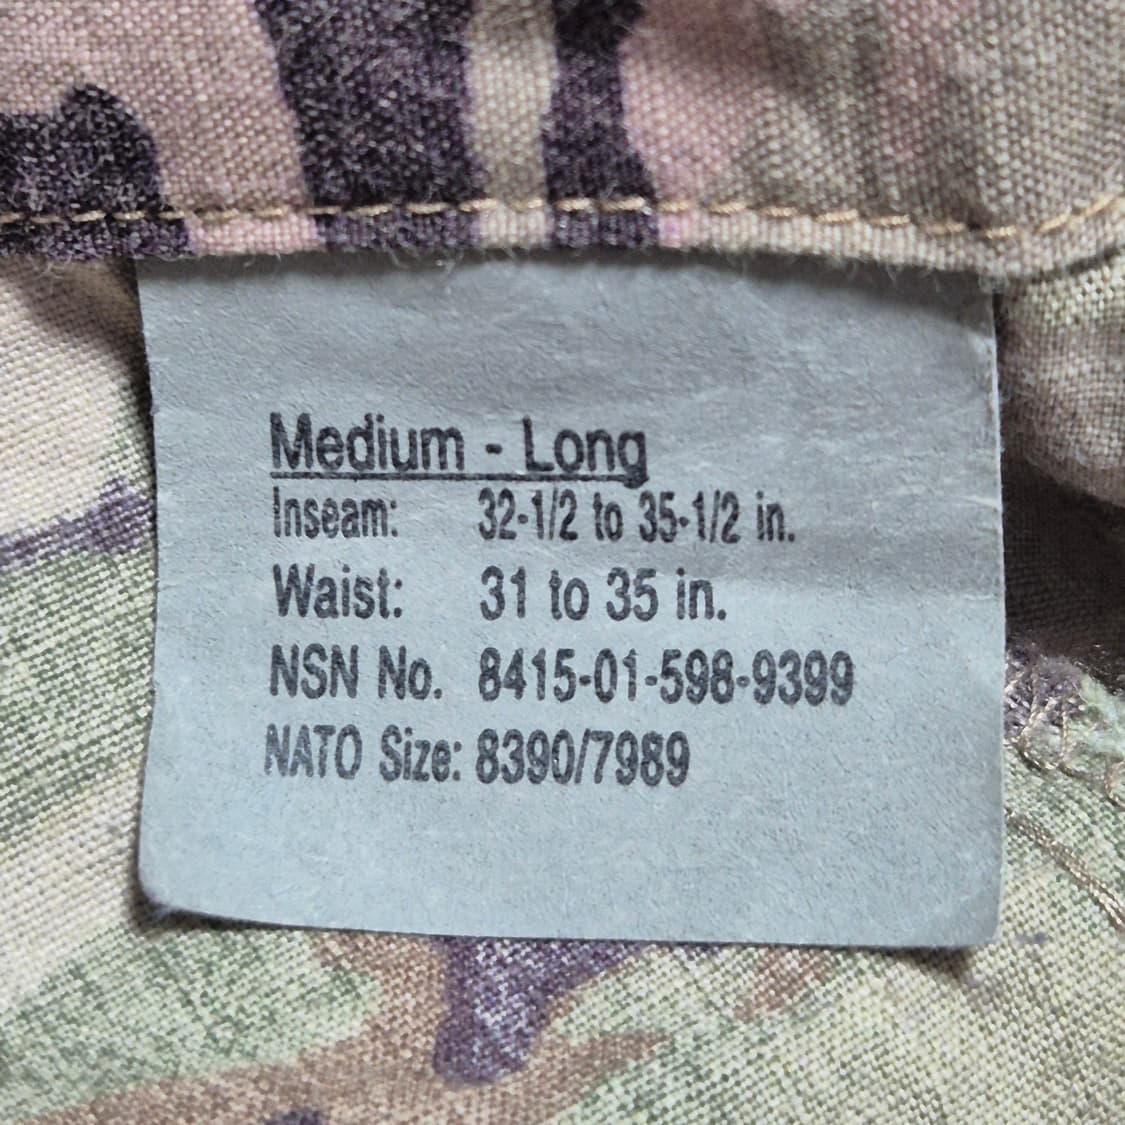 Medium - Long
Inseam: 32-1/2 to 35-1/2 in.
Waist: 31 to 35 in.
NSN No. 8415-01-598-9399
NATO Size: 8390/7989